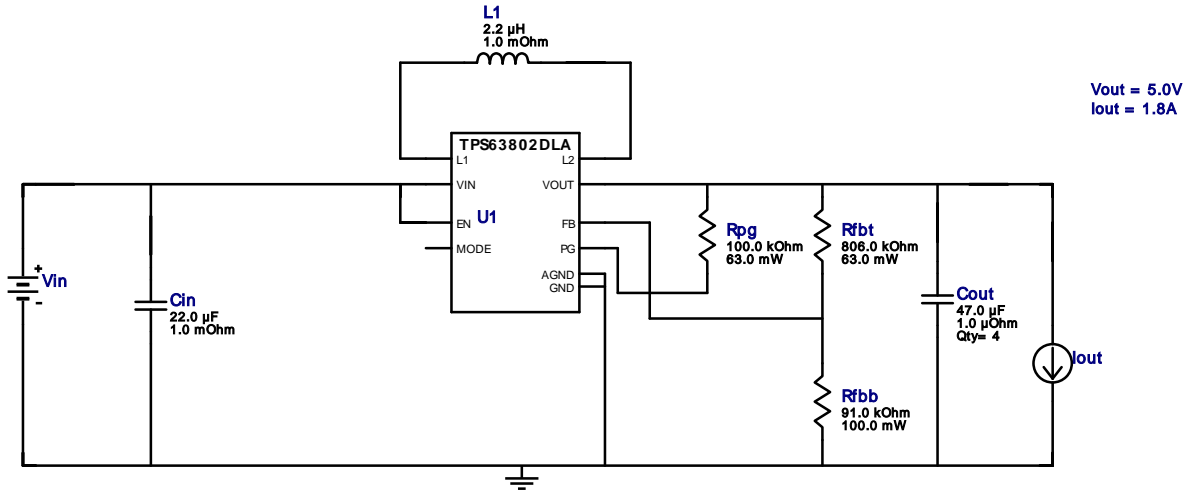 L1
2.2 µH
1.0 mOhm
Vout = 5.0V
Iout = 1.8A
TPS63802DLA
L1
L2
VIN
VOUT
EN
U1
FB
MODE
PG
AGND
GND
Rpg
100.0 kOhm
63.0 mW
Rfbt
806.0 kOhm
63.0 mW
+
Vin
-
Cin
22.0 µF
1.0 mOhm
Cout
47.0 µF
1.0 µOhm
Qty= 4
Iout
Rfbb
91.0 kOhm
100.0 mW